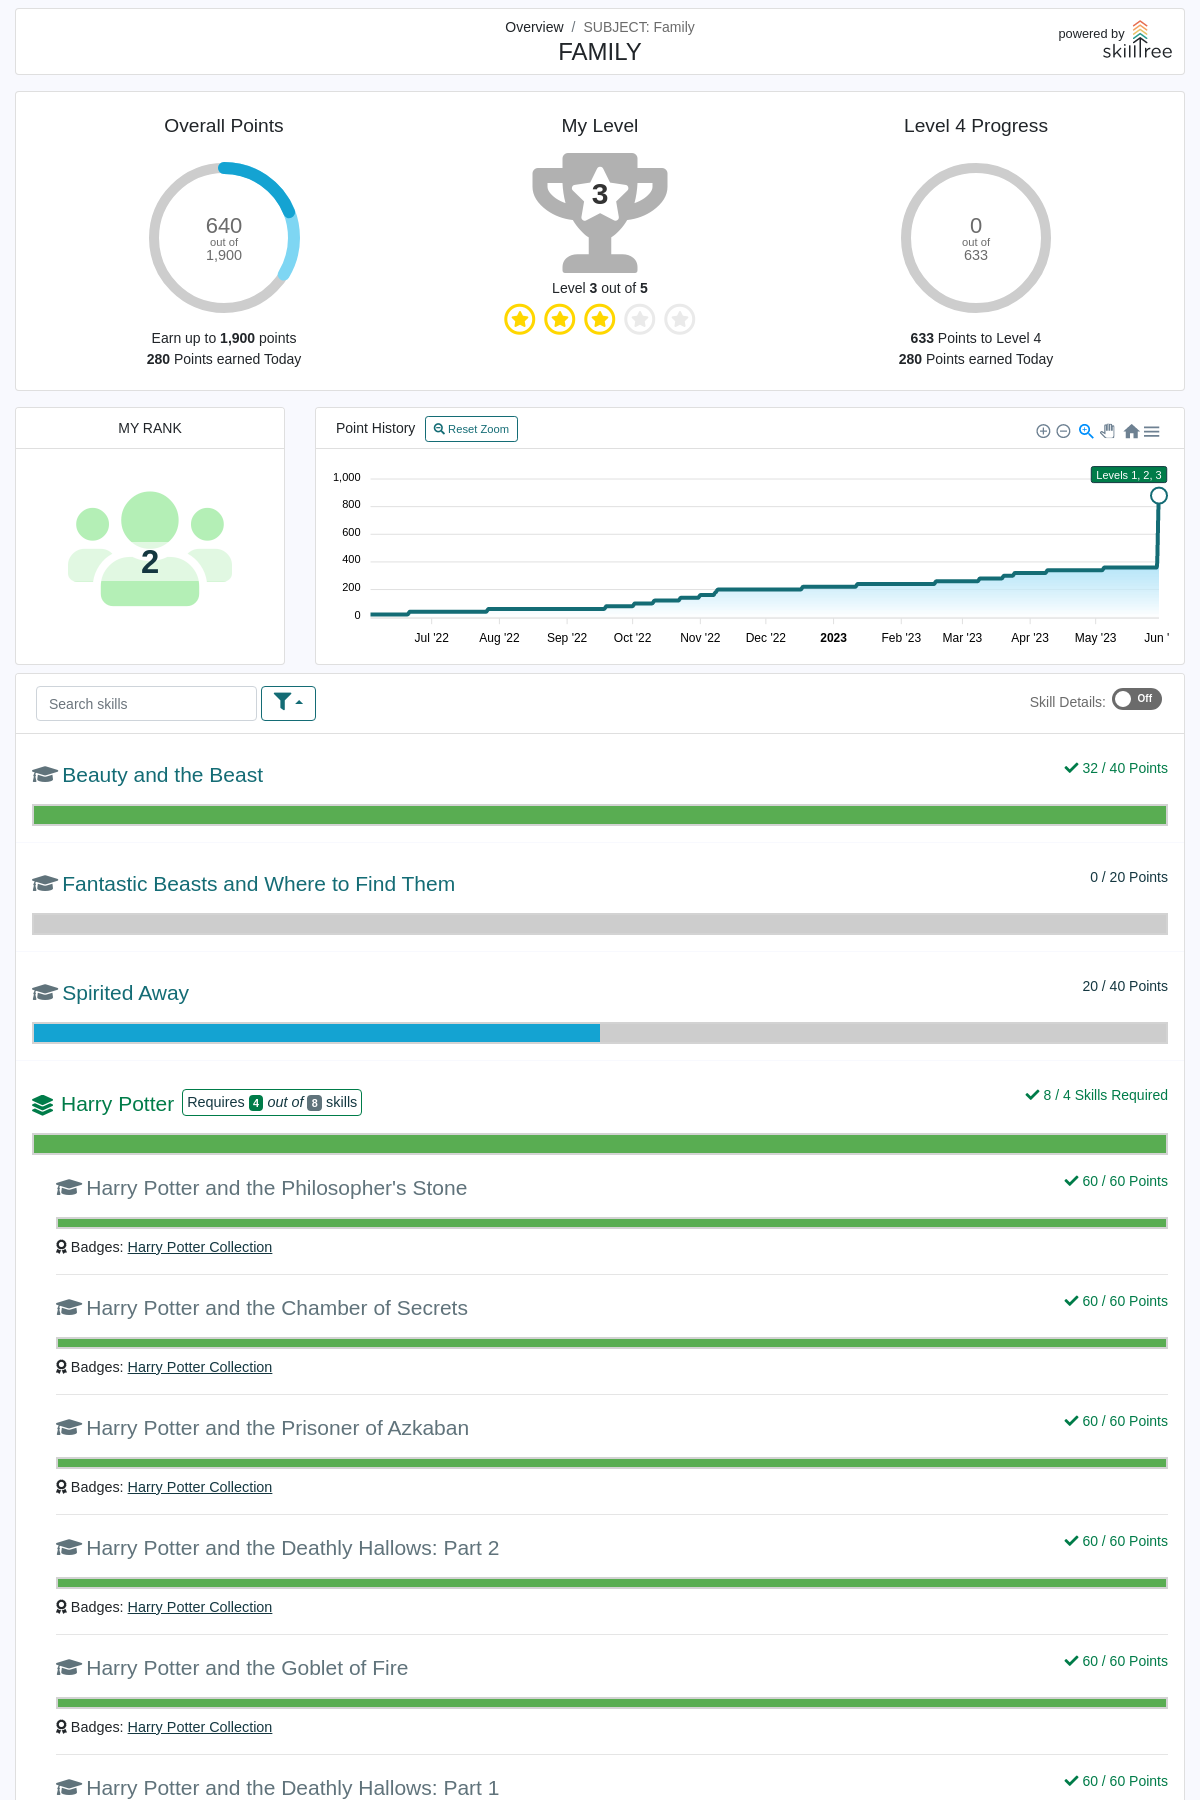 Overview / SUBJECT: Family
FAMILY
powered by
skilltree
Overall Points
640
out of
1,900
Earn up to 1,900 points
280 Points earned Today
My Level
3
Level 3 out of 5
Level 4 Progress
0
out of
633
633 Points to Level 4
280 Points earned Today
MY RANK
2
Point History
Reset Zoom
Levels 1, 2, 3
1,000
800
600
400
200
0
Jul '22 Aug '22 Sep '22 Oct '22 Nov '22 Dec '22 2023 Feb '23 Mar '23 Apr '23 May '23 Jun '
Search skills
Skill Details: Off
Beauty and the Beast
32 / 40 Points
Fantastic Beasts and Where to Find Them
0 / 20 Points
Spirited Away
20 / 40 Points
Harry Potter Requires 4 out of 8 skills
8 / 4 Skills Required
Harry Potter and the Philosopher's Stone
60 / 60 Points
Badges: Harry Potter Collection
Harry Potter and the Chamber of Secrets
60 / 60 Points
Badges: Harry Potter Collection
Harry Potter and the Prisoner of Azkaban
60 / 60 Points
Badges: Harry Potter Collection
Harry Potter and the Deathly Hallows: Part 2
60 / 60 Points
Badges: Harry Potter Collection
Harry Potter and the Goblet of Fire
60 / 60 Points
Badges: Harry Potter Collection
Harry Potter and the Deathly Hallows: Part 1
60 / 60 Points